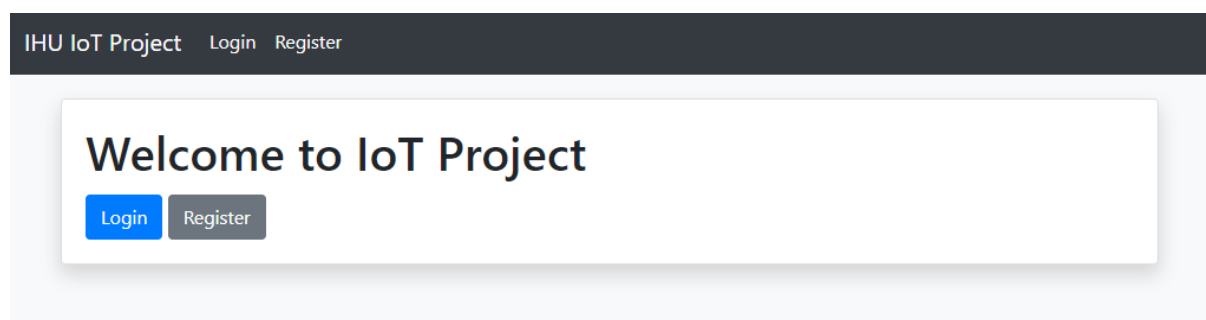 IHU IoT Project Login Register
Welcome to IoT Project
Login Register